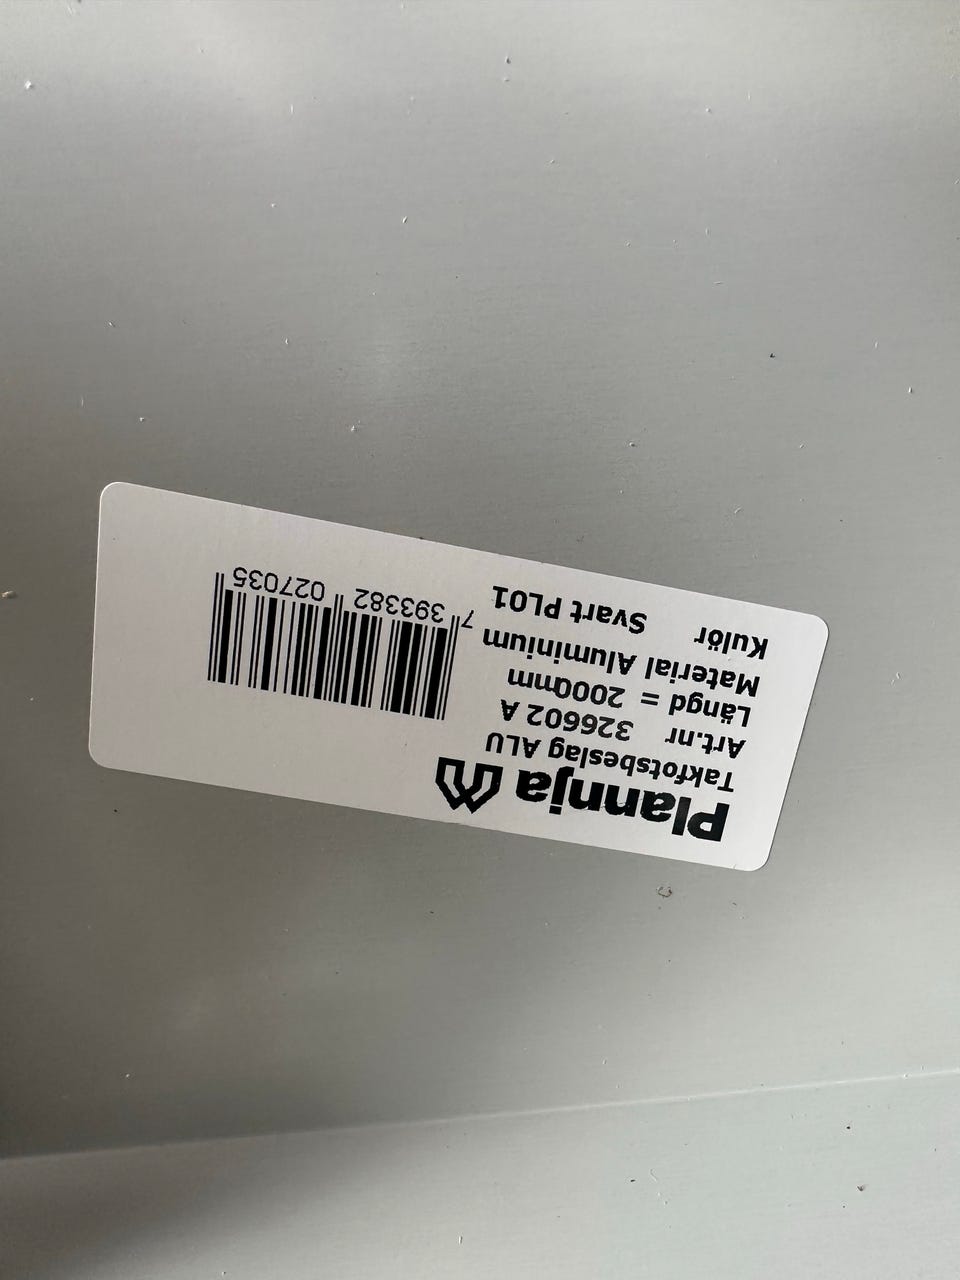 Plannja
Takfotsbeslag ALU
Art.nr 326602 A
Längd = 2000mm
Material Aluminium
Kulör Svart PL01
7 393382 027035